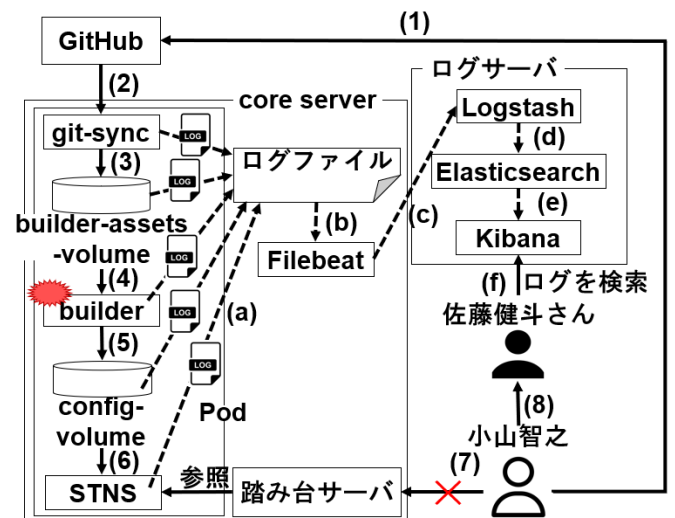 (1)
GitHub
ログサーバ
(2)
core server
Logstash
git-sync
LOG
(d)
(3)
ログファイル
Elasticsearch
LOG
(e)
builder-assets
-volume
(b)
(c)
Kibana
Filebeat
LOG
(4)
(f)
ログを検索
builder
LOG
(a)
佐藤健斗さん
(5)
LOG
config-
volume
Pod
(8)
小山智之
(6)
(7)
参照
STNS
踏み台サーバ